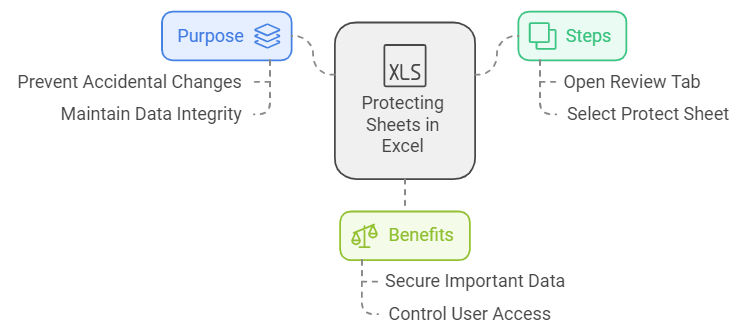 Purpose
Prevent Accidental Changes
Maintain Data Integrity
XLS
Protecting
Sheets in
Excel
Steps
Open Review Tab
Select Protect Sheet
Benefits
Secure Important Data
Control User Access